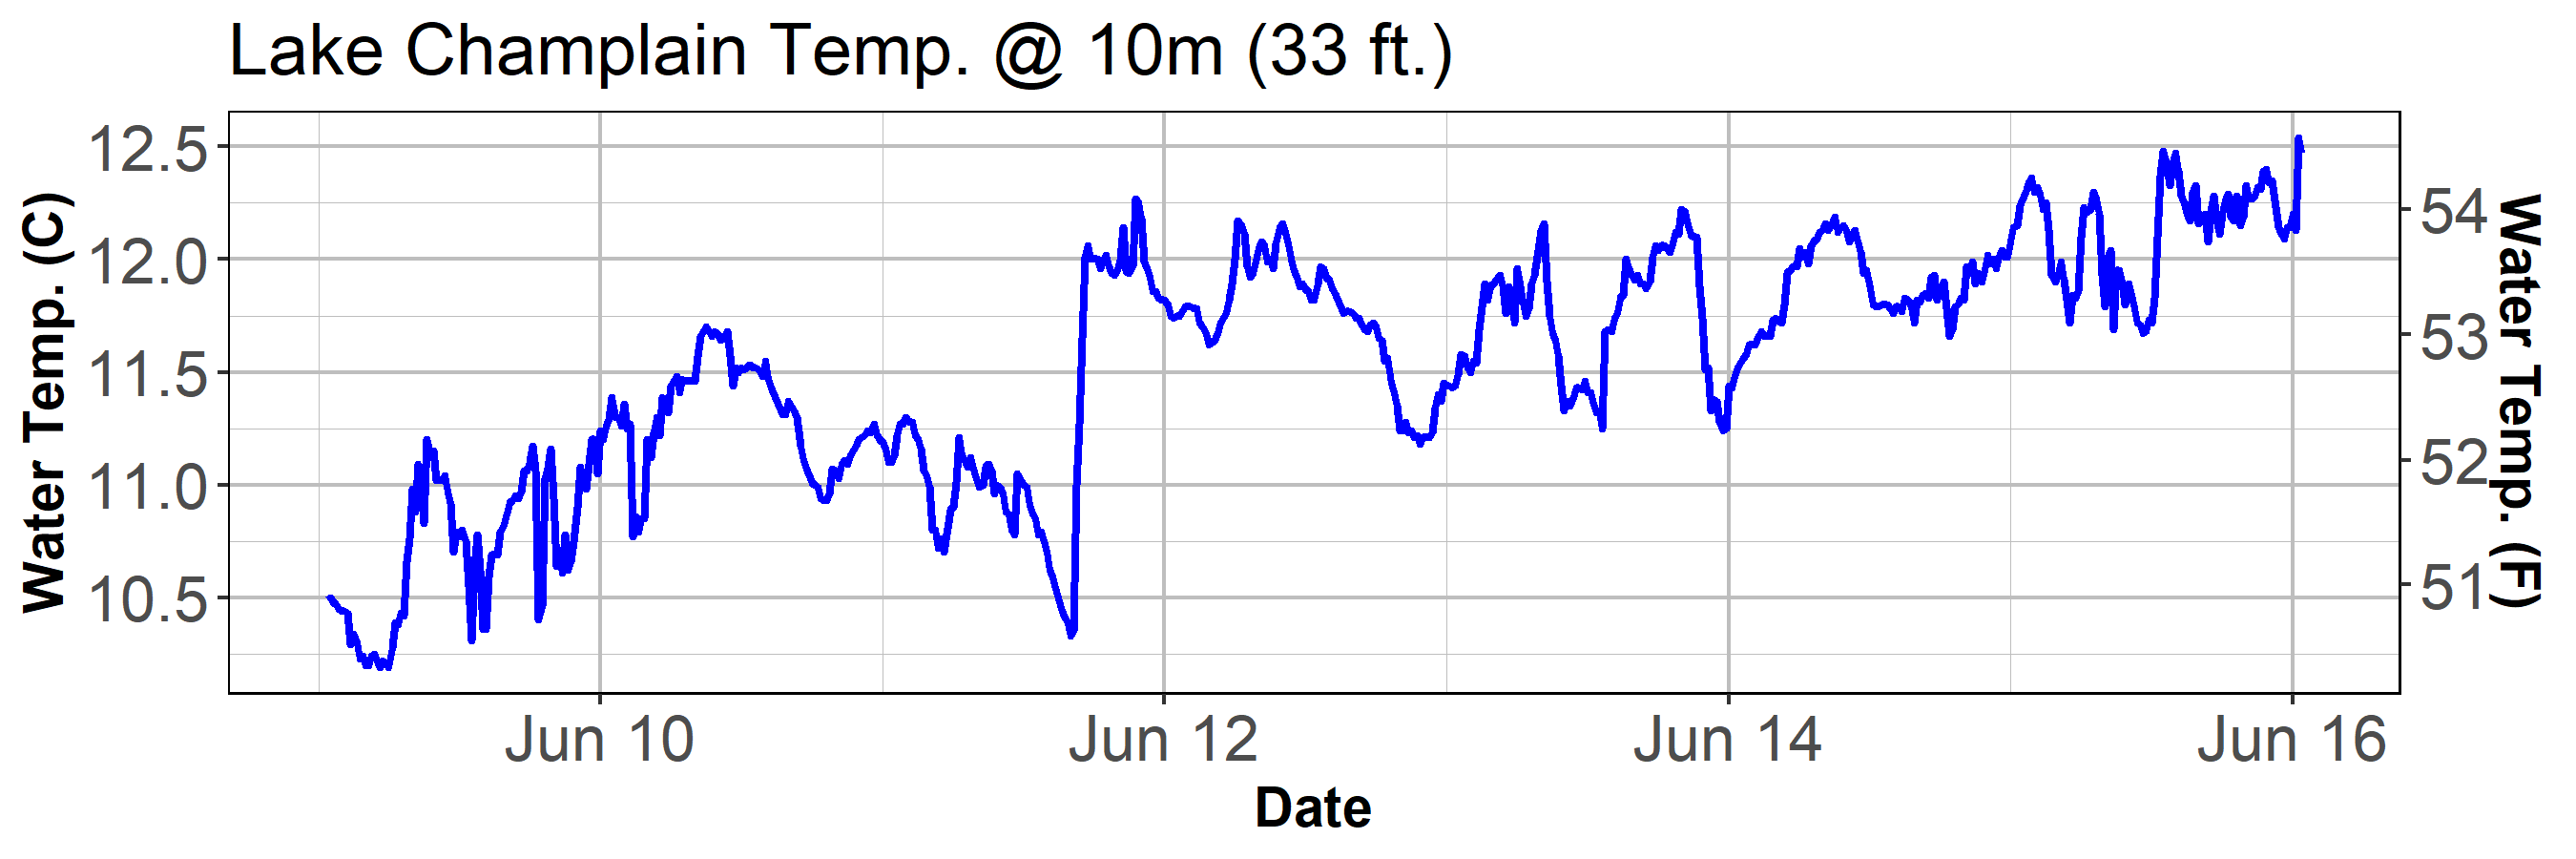 Lake Champlain Temp. @ 10m (33 ft.)
Water Temp. (C)
12.5
12.0
11.5
11.0
10.5
54
53
52
51
Water Temp. (F)
Jun 10
Jun 12
Jun 14
Jun 16
Date